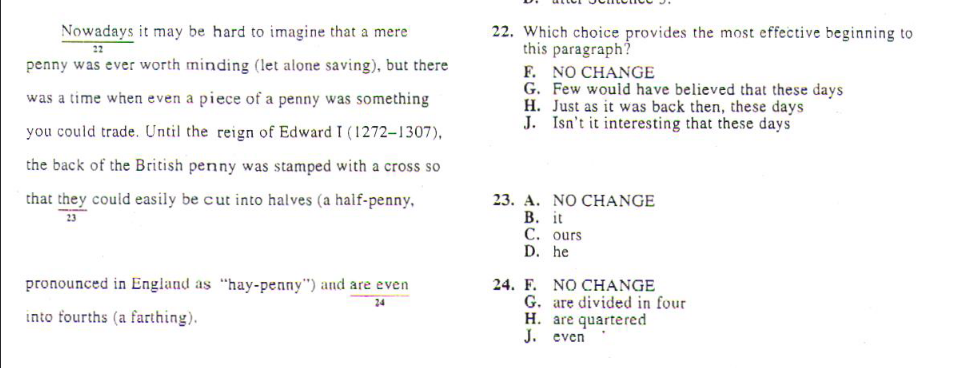 Nowadays it may be hard to imagine that a mere
22
penny was ever worth minding (let alone saving), but there
was a time when even a piece of a penny was something
you could trade. Until the reign of Edward I (1272–1307),
the back of the British penny was stamped with a cross so
that they could easily be cut into halves (a half-penny,
23
pronounced in England as “hay-penny”) and are even
24
into fourths (a farthing).
22. Which choice provides the most effective beginning to
this paragraph?
F. NO CHANGE
G. Few would have believed that these days
H. Just as it was back then, these days
J. Isn't it interesting that these days
23. A. NO CHANGE
B. it
C. ours
D. he
24. F. NO CHANGE
G. are divided in four
H. are quartered
J. even